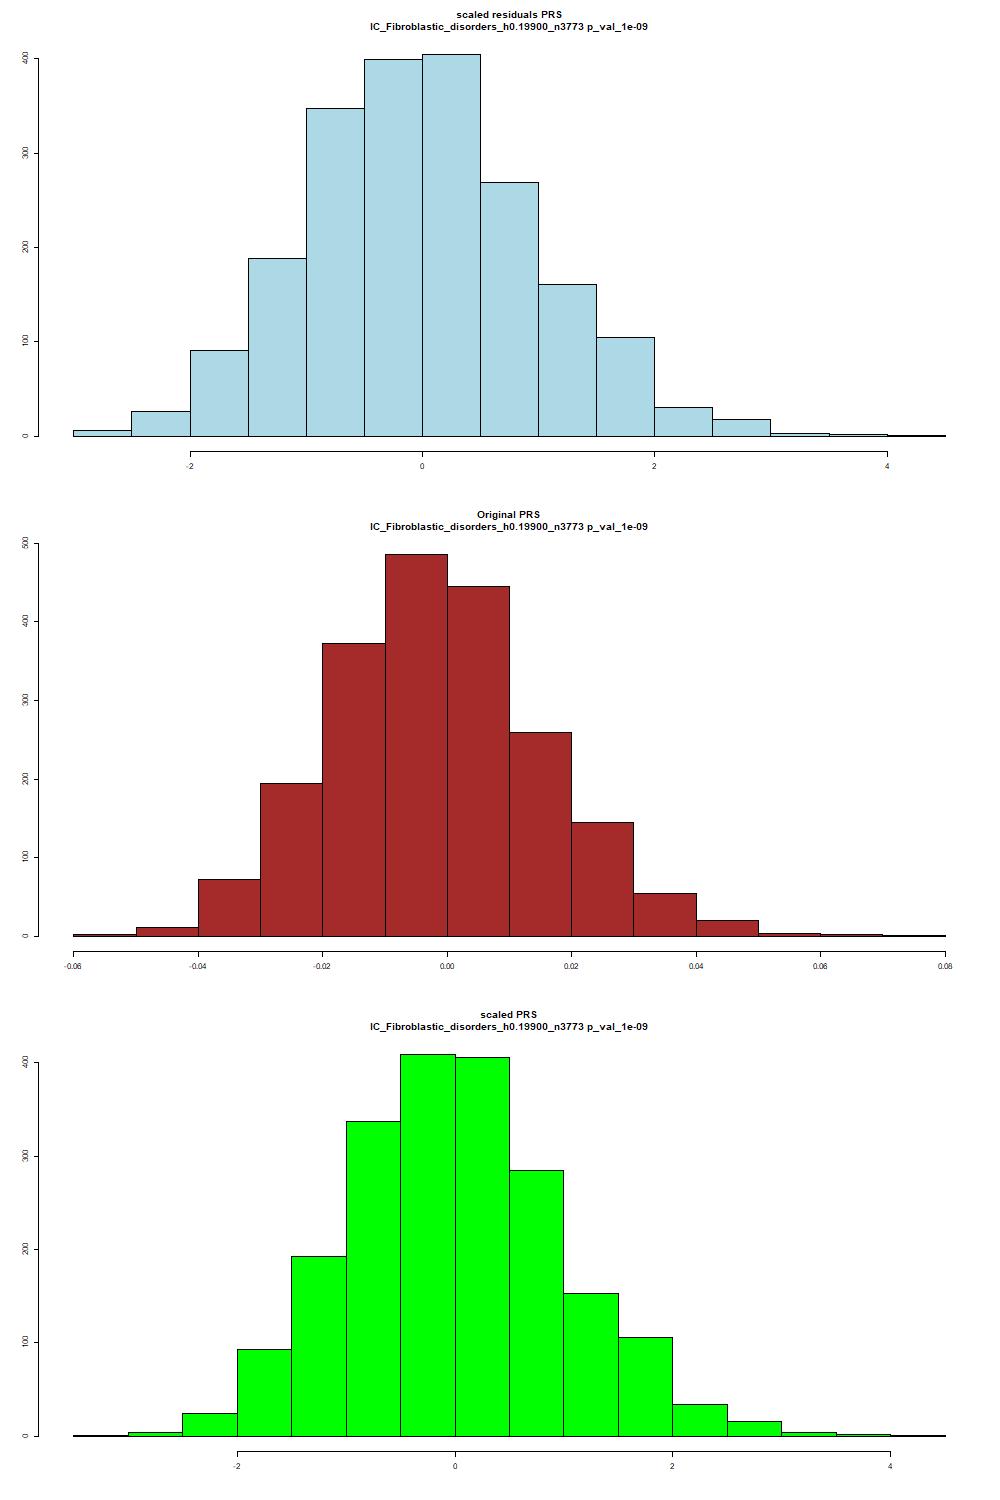 scaled residuals PRS
IC_Fibroblastic_disorders_h0.19900_n3773 p_val_1e-09
400
300
200
100
0
-2 0 2 4
Original PRS
IC_Fibroblastic_disorders_h0.19900_n3773 p_val_1e-09
500
400
300
200
100
0
-0.06 -0.04 -0.02 0.00 0.02 0.04 0.06 0.08
scaled PRS
IC_Fibroblastic_disorders_h0.19900_n3773 p_val_1e-09
400
300
200
100
0
-2 0 2 4